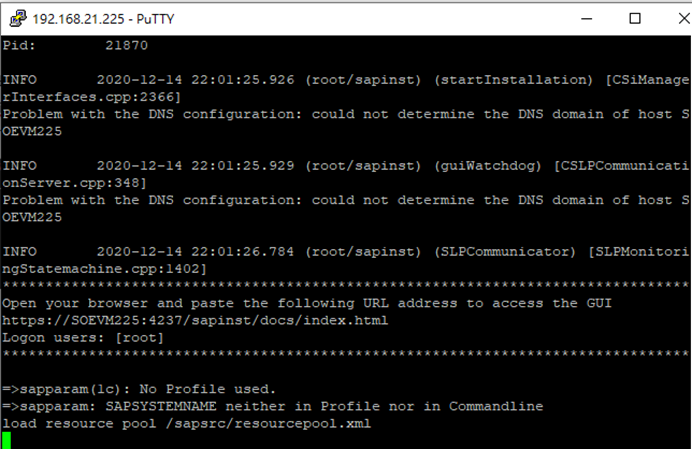 192.168.21.225 - PuTTY
Pid:        21870
INFO       2020-12-14 22:01:25.926 (root/sapinst) (startInstallation) [CSiManage
rInterfaces.cpp:2366]
Problem with the DNS configuration: could not determine the DNS domain of host S
OEVM225
INFO       2020-12-14 22:01:25.929 (root/sapinst) (guiWatchdog) [CSLPCommunicati
onServer.cpp:348]
Problem with the DNS configuration: could not determine the DNS domain of host S
OEVM225
INFO       2020-12-14 22:01:26.784 (root/sapinst) (SLPCommunicator) [SLPMonitori
ngStatemachine.cpp:1402]
********************************************************************************
Open your browser and paste the following URL address to access the GUI
https://SOEVM225:4237/sapinst/docs/index.html
Logon users: [root]
********************************************************************************
=>sapparam(1c): No Profile used.
=>sapparam: SAPSYSTEMNAME neither in Profile nor in Commandline
load resource pool /sapsrc/resourcepool.xml